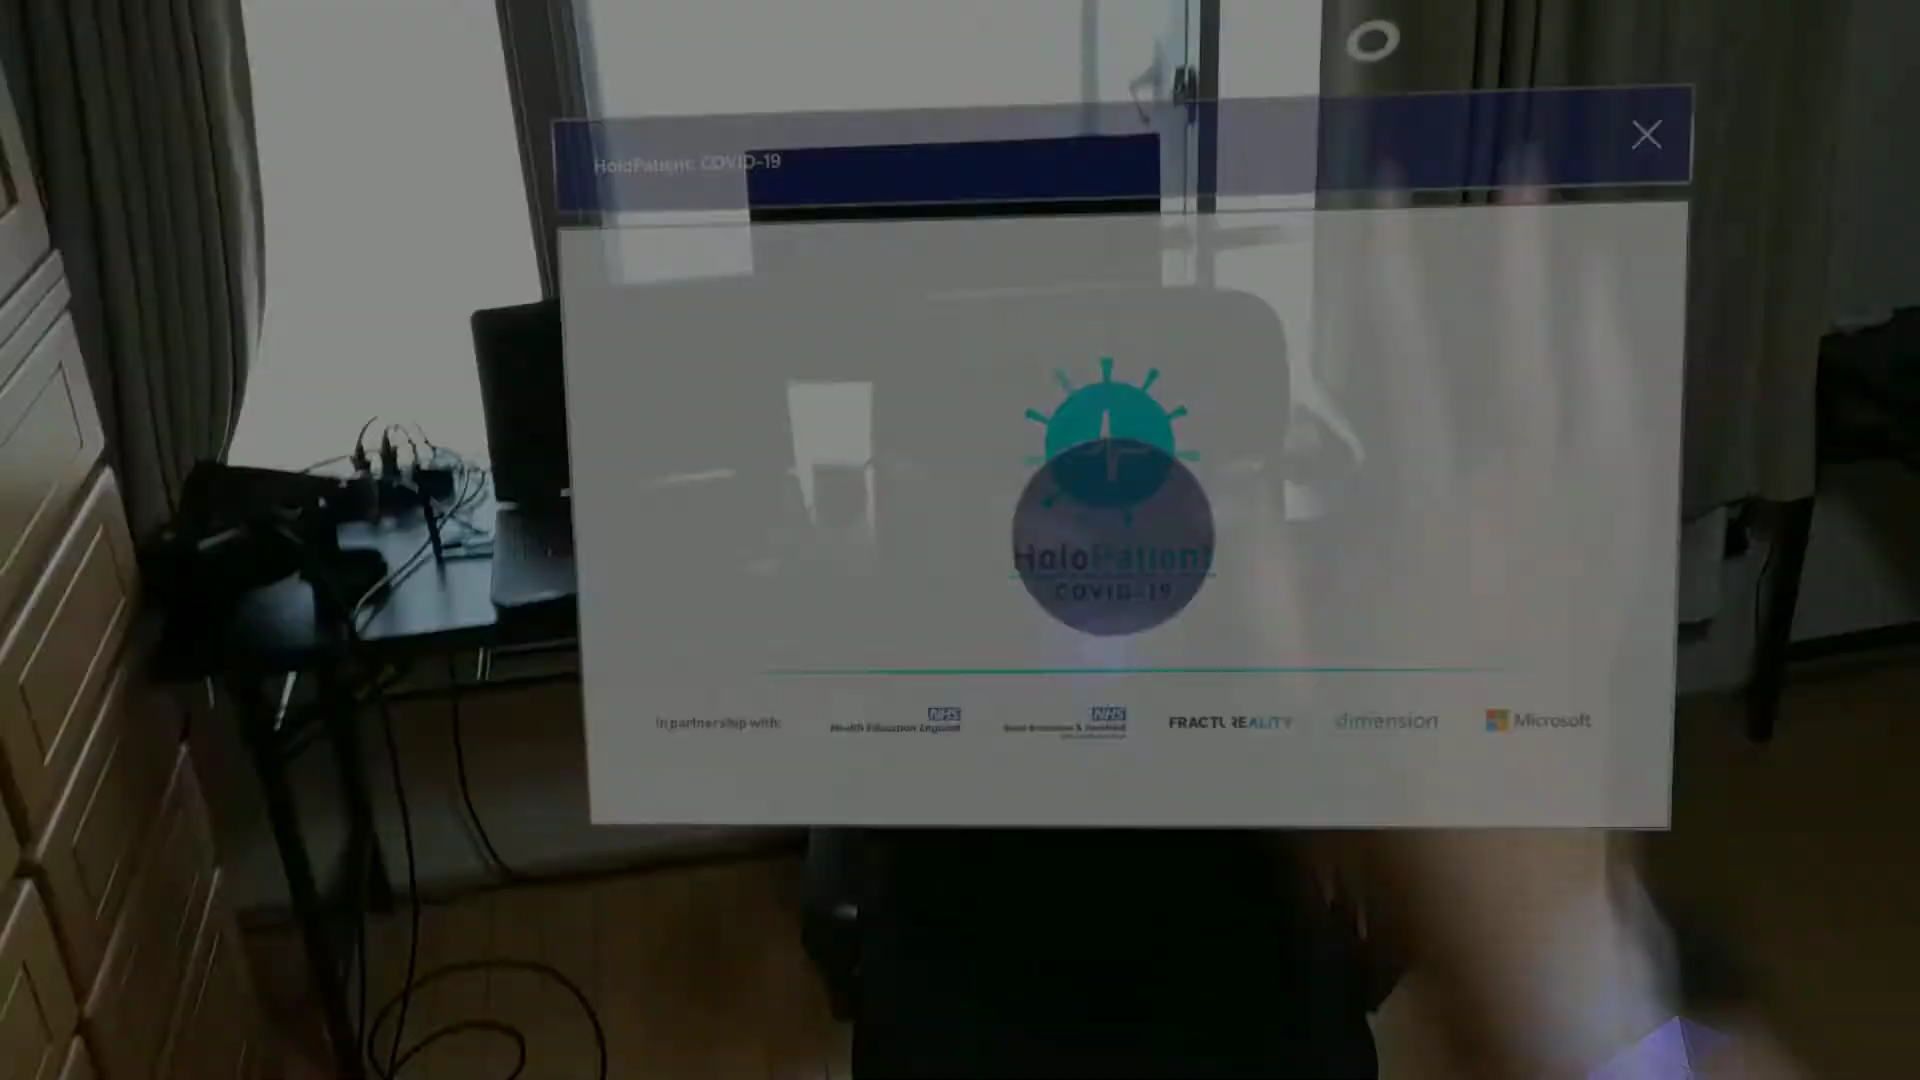 HoloPatient: COVID-19
HoloPatient
COVID-19
In partnership with:
NHS
Health Education England
NHS
FRACTUREALITY
dimension
Microsoft